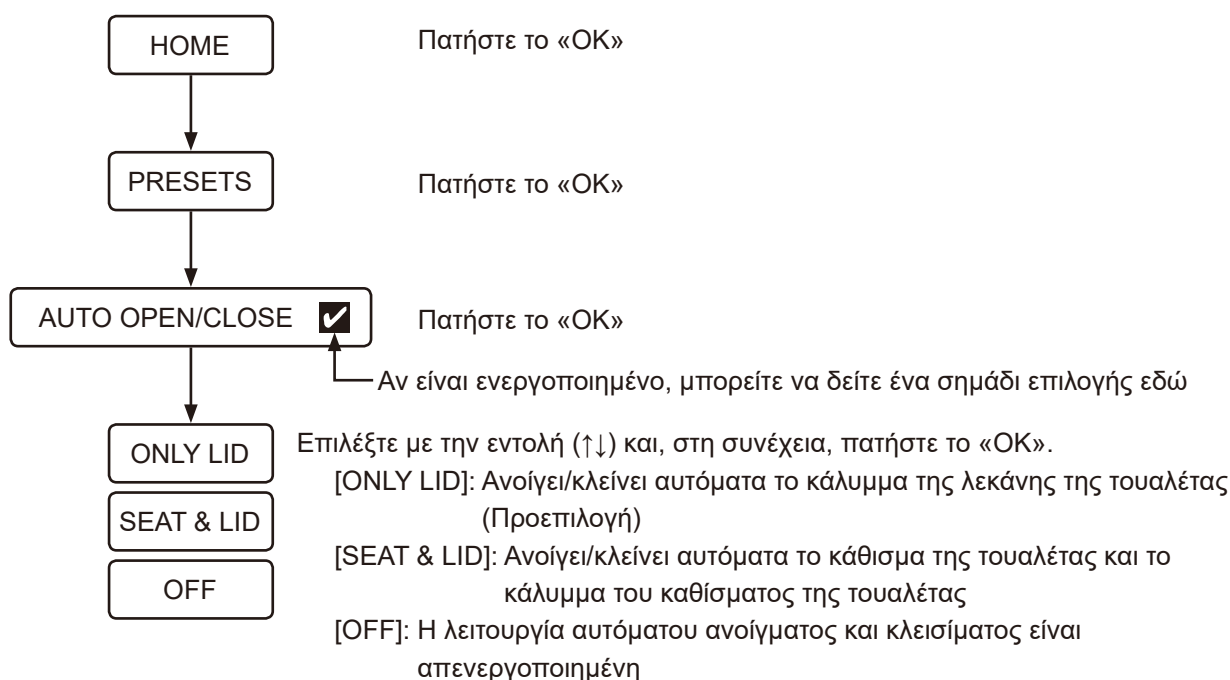 HOME Πατήστε το «OK»
PRESETS Πατήστε το «OK»
AUTO OPEN/CLOSE ✔ Πατήστε το «OK»
Αν είναι ενεργοποιημένο, μπορείτε να δείτε ένα σημάδι επιλογής εδώ
ONLY LID
SEAT & LID
OFF
Επιλέξτε με την εντολή (↑↓) και, στη συνέχεια, πατήστε το «OK».
[ONLY LID]: Ανοίγει/κλείνει αυτόματα το κάλυμμα της λεκάνης της τουαλέτας
(Προεπιλογή)
[SEAT & LID]: Ανοίγει/κλείνει αυτόματα το κάθισμα της τουαλέτας και το
κάλυμμα του καθίσματος της τουαλέτας
[OFF]: Η λειτουργία αυτόματου ανοίγματος και κλεισίματος είναι
απενεργοποιημένη